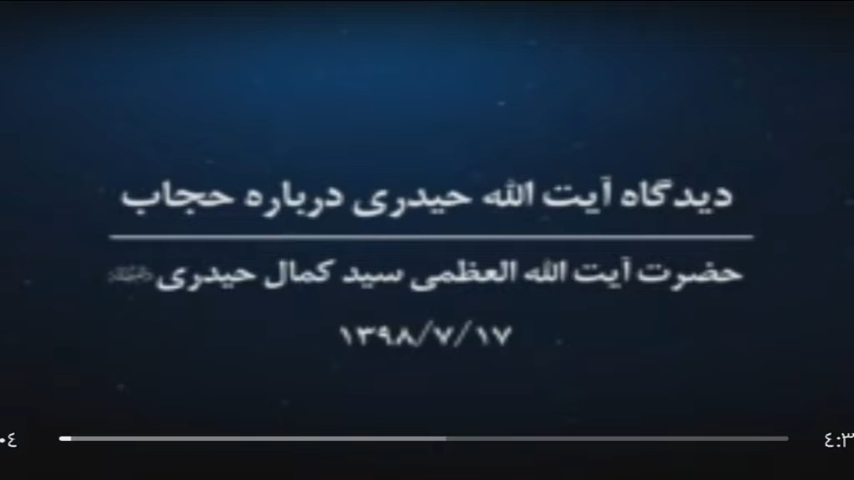 دیدگاه آیت الله حیدری درباره حجاب
حضرت آیت الله العظمی سید کمال حیدری
۱۳۹۸/۷/۱۷